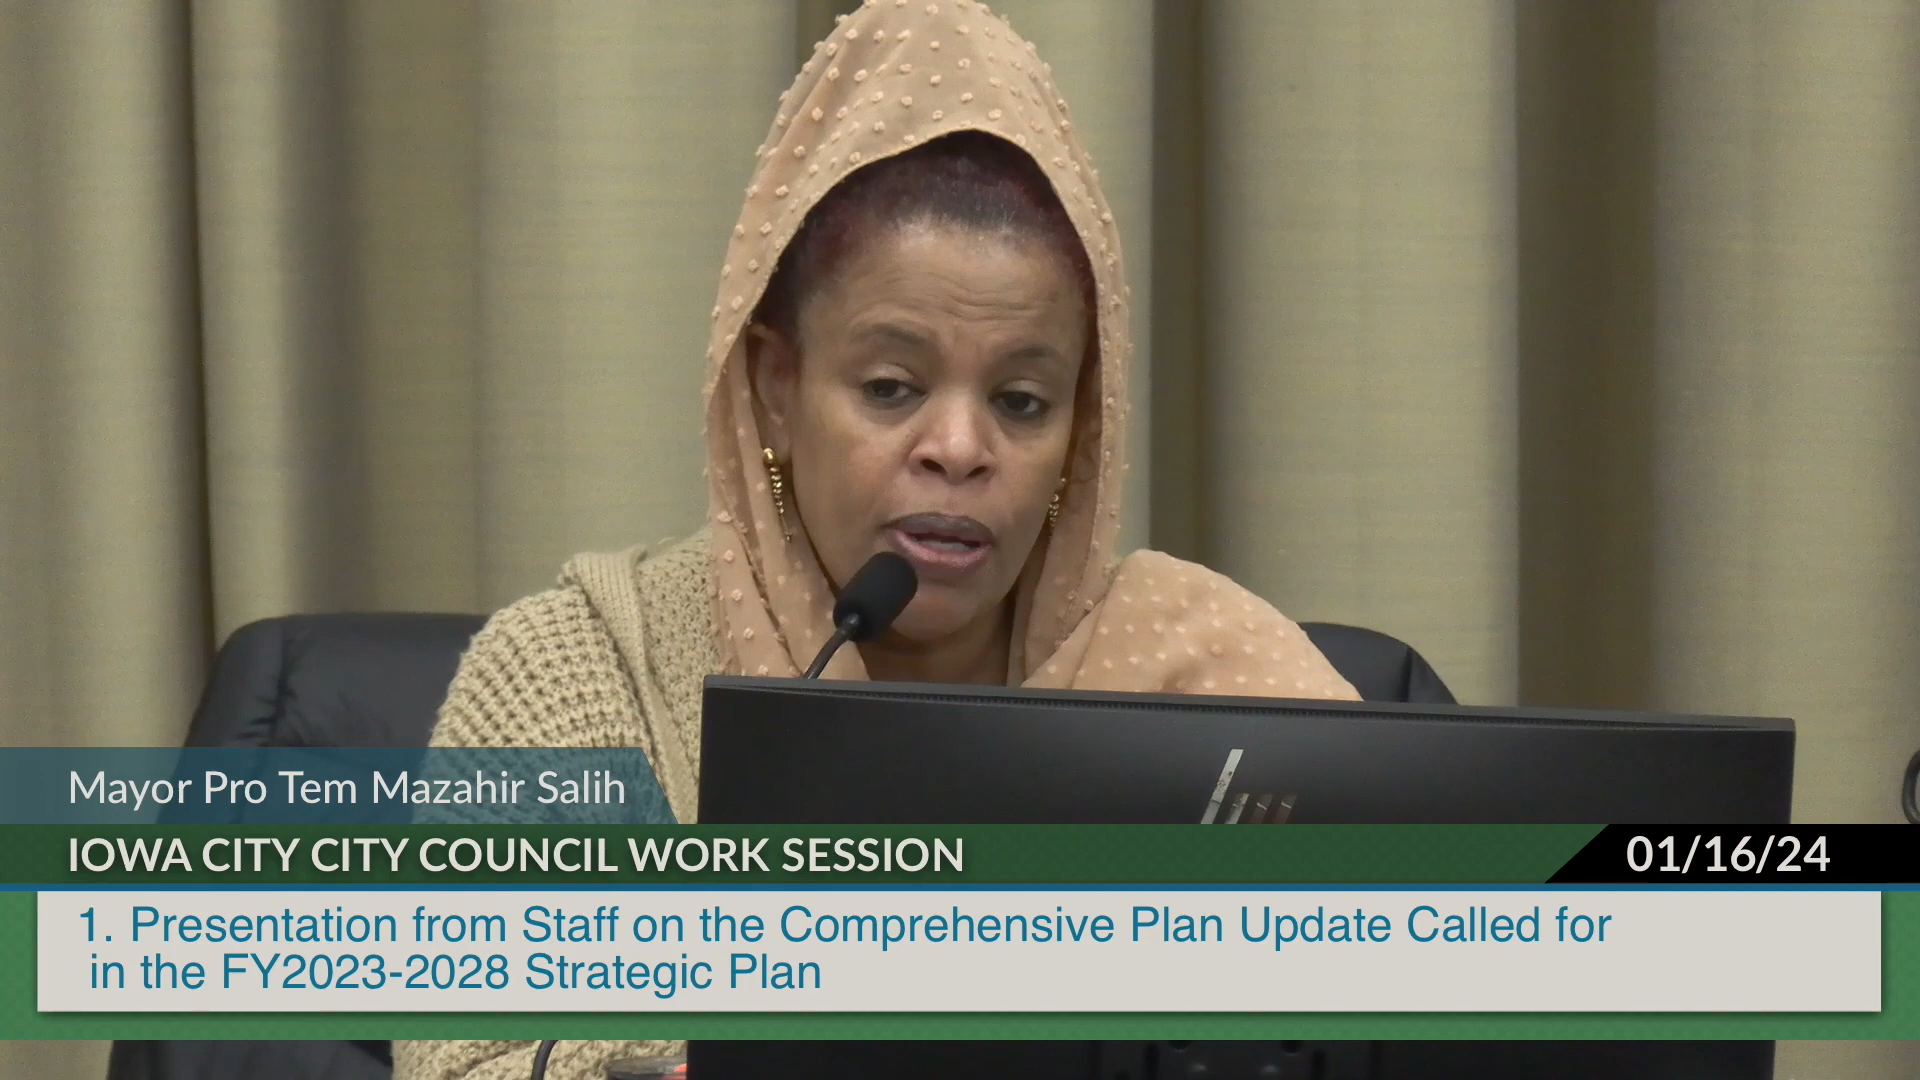 Mayor Pro Tem Mazahir Salih
IOWA CITY CITY COUNCIL WORK SESSION
01/16/24
1. Presentation from Staff on the Comprehensive Plan Update Called for
in the FY2023-2028 Strategic Plan